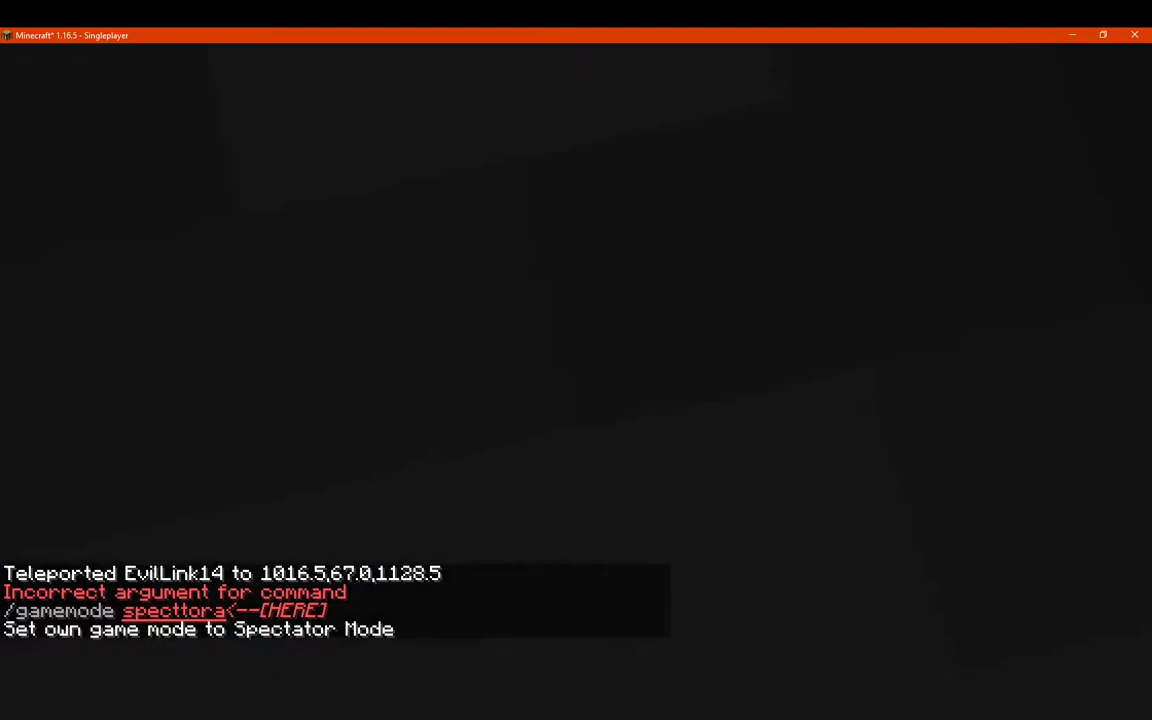 Minecraft* 1.16.5 - Singleplayer
Teleported EvilLink14 to 1016.5,67.0,1128.5
Incorrect argument for command
/gamemode specttora<--[HERE]
Set own game mode to Spectator Mode